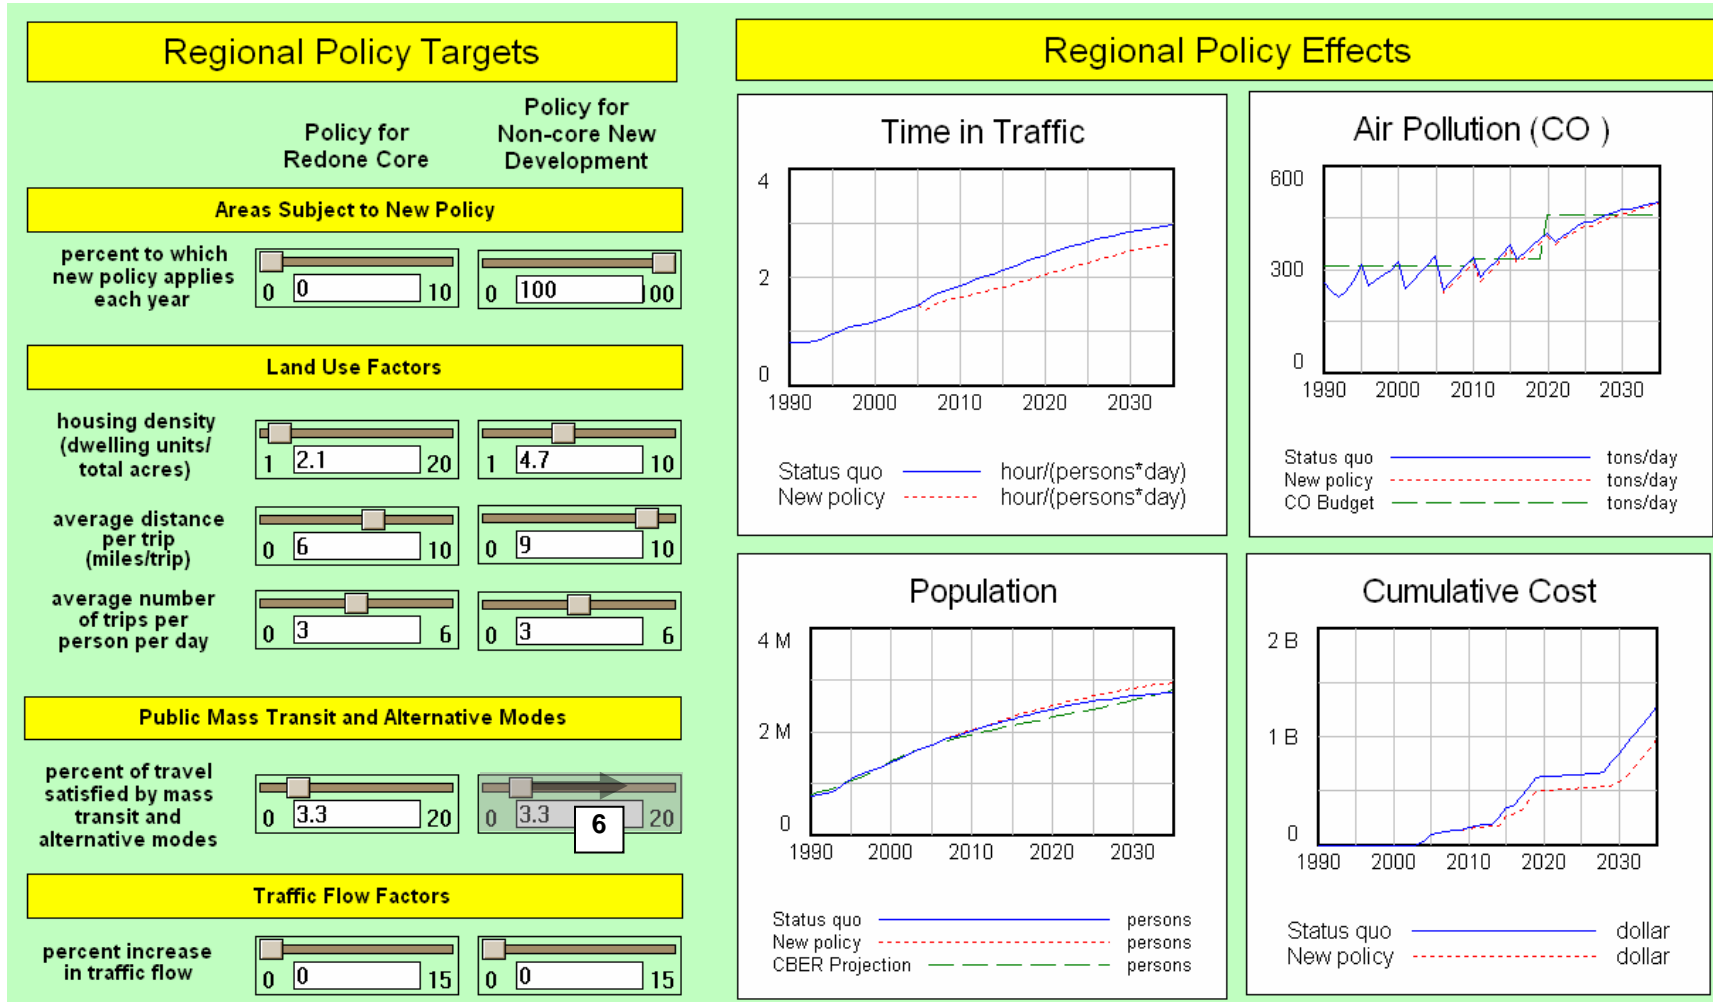 Regional Policy Targets
Policy for
Redone Core
Policy for
Non-core New
Development
Areas Subject to New Policy
percent to which
new policy applies
each year
0 0 10
0 100 100
Land Use Factors
housing density
(dwelling units/
total acres)
1 2.1 20
1 4.7 10
average distance
per trip
(miles/trip)
0 6 10
0 9 10
average number
of trips per
person per day
0 3 6
0 3 6
Public Mass Transit and Alternative Modes
percent of travel
satisfied by mass
transit and
alternative modes
0 3.3 20
0 3.3 20
6
Traffic Flow Factors
percent increase
in traffic flow
0 0 15
0 0 15
Regional Policy Effects
Time in Traffic
4
2
0
1990 2000 2010 2020 2030
Status quo hour/(persons*day)
New policy hour/(persons*day)
Air Pollution (CO )
600
300
0
1990 2000 2010 2020 2030
Status quo tons/day
New policy tons/day
CO Budget tons/day
Population
4 M
2 M
0
1990 2000 2010 2020 2030
Status quo persons
New policy persons
CBER Projection persons
Cumulative Cost
2 B
1 B
0
1990 2000 2010 2020 2030
Status quo dollar
New policy dollar